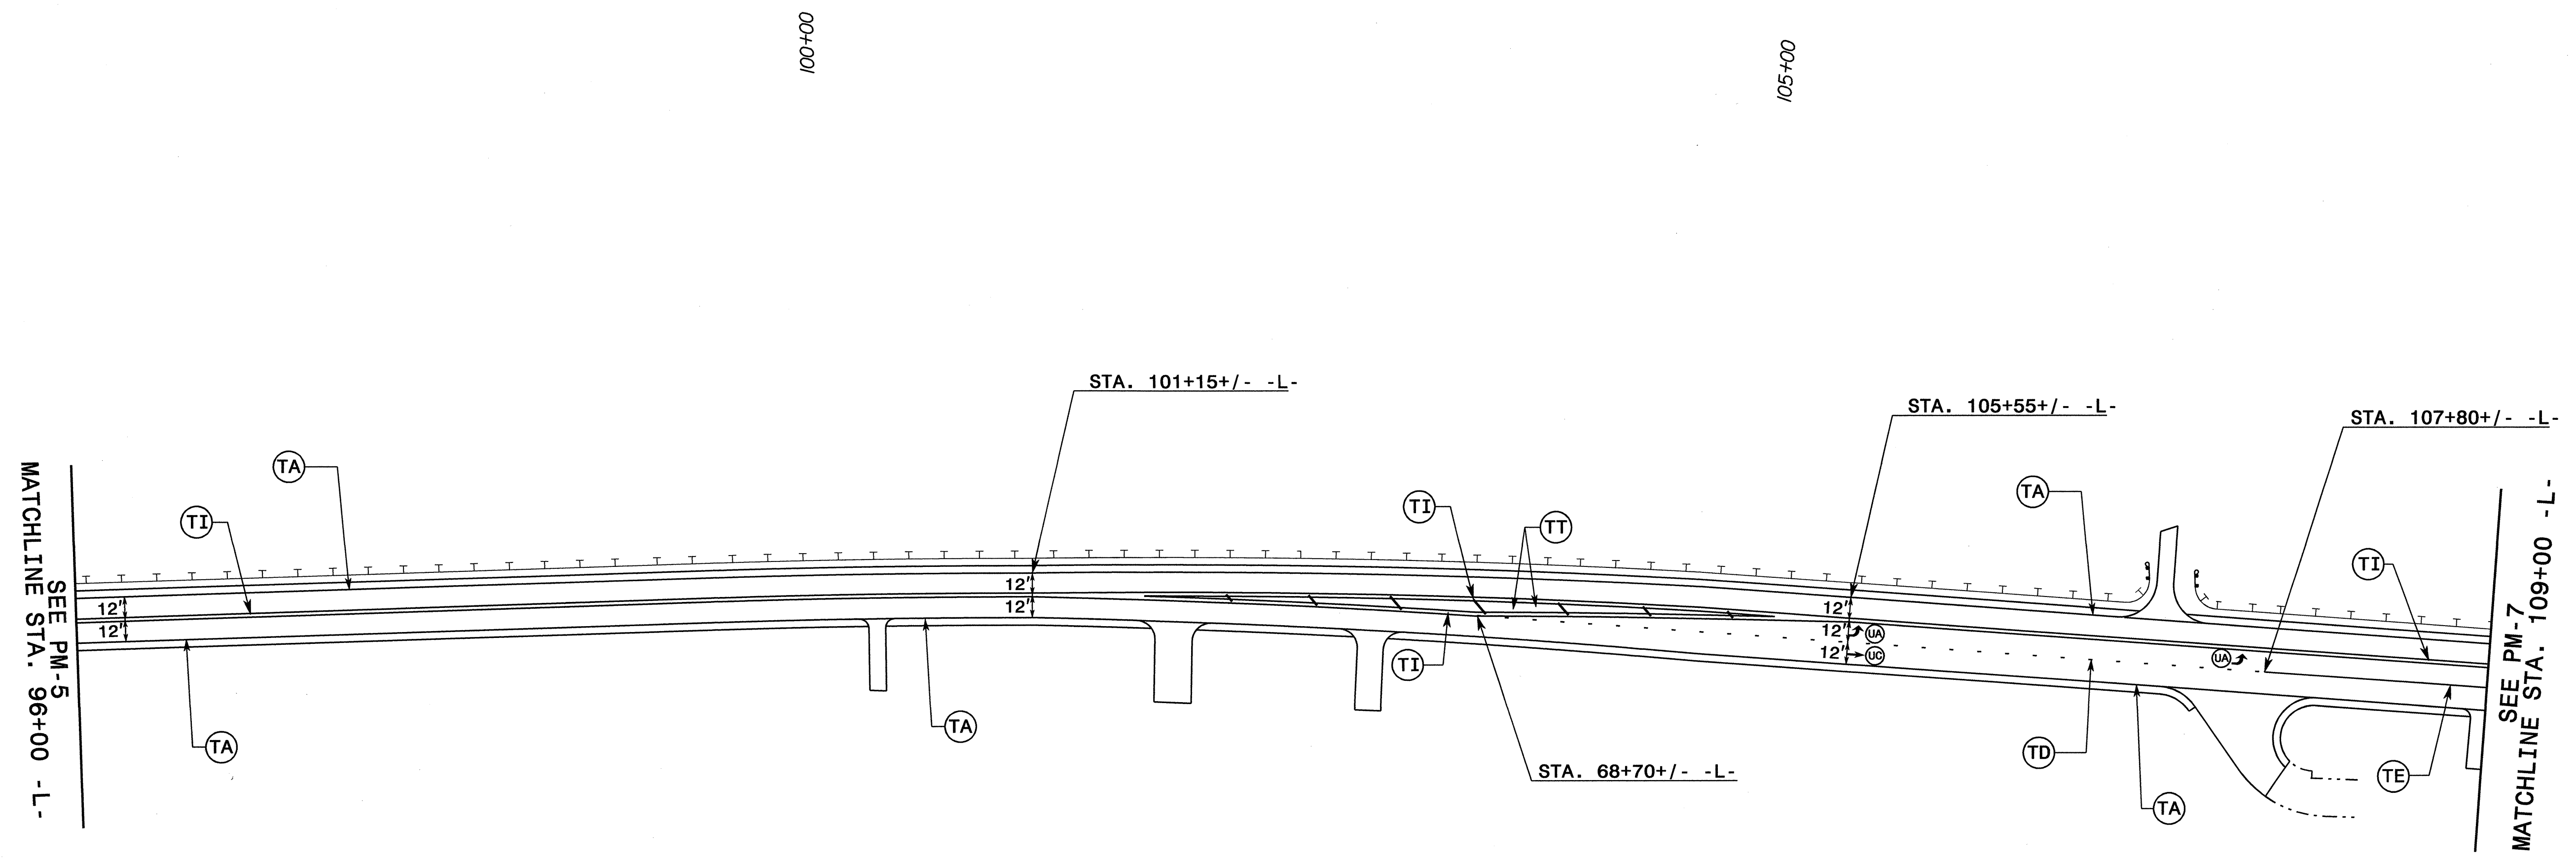 100+00
105+00
STA. 101+15+/- -L-
STA. 105+55+/- -L-
STA. 107+80+/- -L-
MATCHLINE STA. 96+00 -L-
SEE PM-5
TA
TI
12'
12'
TA
TA
12'
12'
TI
TT
TI
STA. 68+70+/- -L-
12'
12'
12'
UA
UC
TA
UA
TI
TD
TA
TE
SEE PM-7
MATCHLINE STA. 109+00 -L-